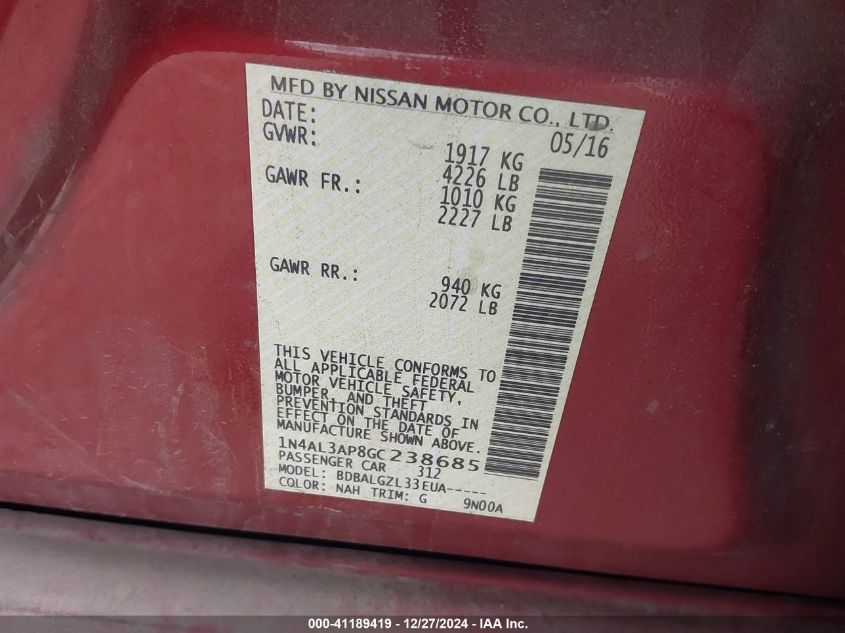 MFD BY NISSAN MOTOR CO., LTD.
DATE: 05/16
GVWR: 1917 KG
4226 LB
GAWR FR.: 1010 KG
2227 LB
GAWR RR.: 940 KG
2072 LB
THIS VEHICLE CONFORMS TO
ALL APPLICABLE FEDERAL
MOTOR VEHICLE SAFETY,
BUMPER, AND THEFT
PREVENTION STANDARDS IN
EFFECT ON THE DATE OF
MANUFACTURE SHOWN ABOVE.
1N4AL3AP8GC238685
PASSENGER CAR 312
MODEL: BDBALGZL33EUA-----
COLOR: NAH TRIM: G 9N00A
000-41189419 - 12/27/2024 - IAA Inc.